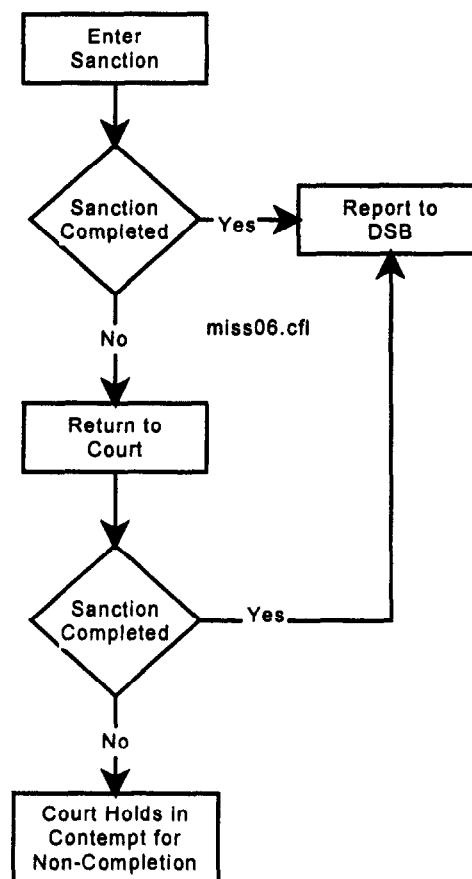 Enter
Sanction
Sanction
Completed
Yes
Report to
DSB
No
miss06.cfl
Return to
Court
Sanction
Completed
Yes
No
Court Holds in
Contempt for
Non-Completion